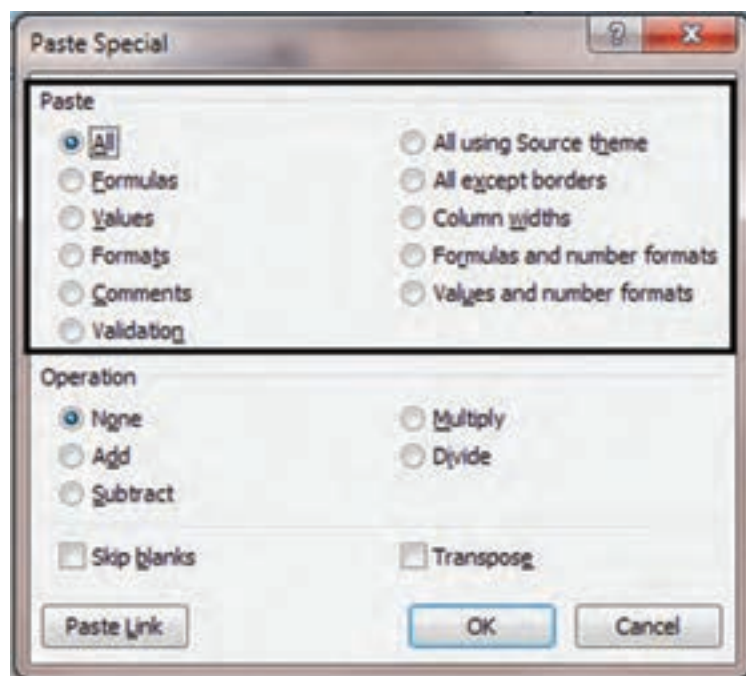 Paste Special
Paste
All
Formulas
Values
Formats
Comments
Validation
All using Source theme
All except borders
Column widths
Formulas and number formats
Values and number formats
Operation
None
Add
Subtract
Multiply
Divide
Skip blanks
Transpose
Paste Link
OK
Cancel